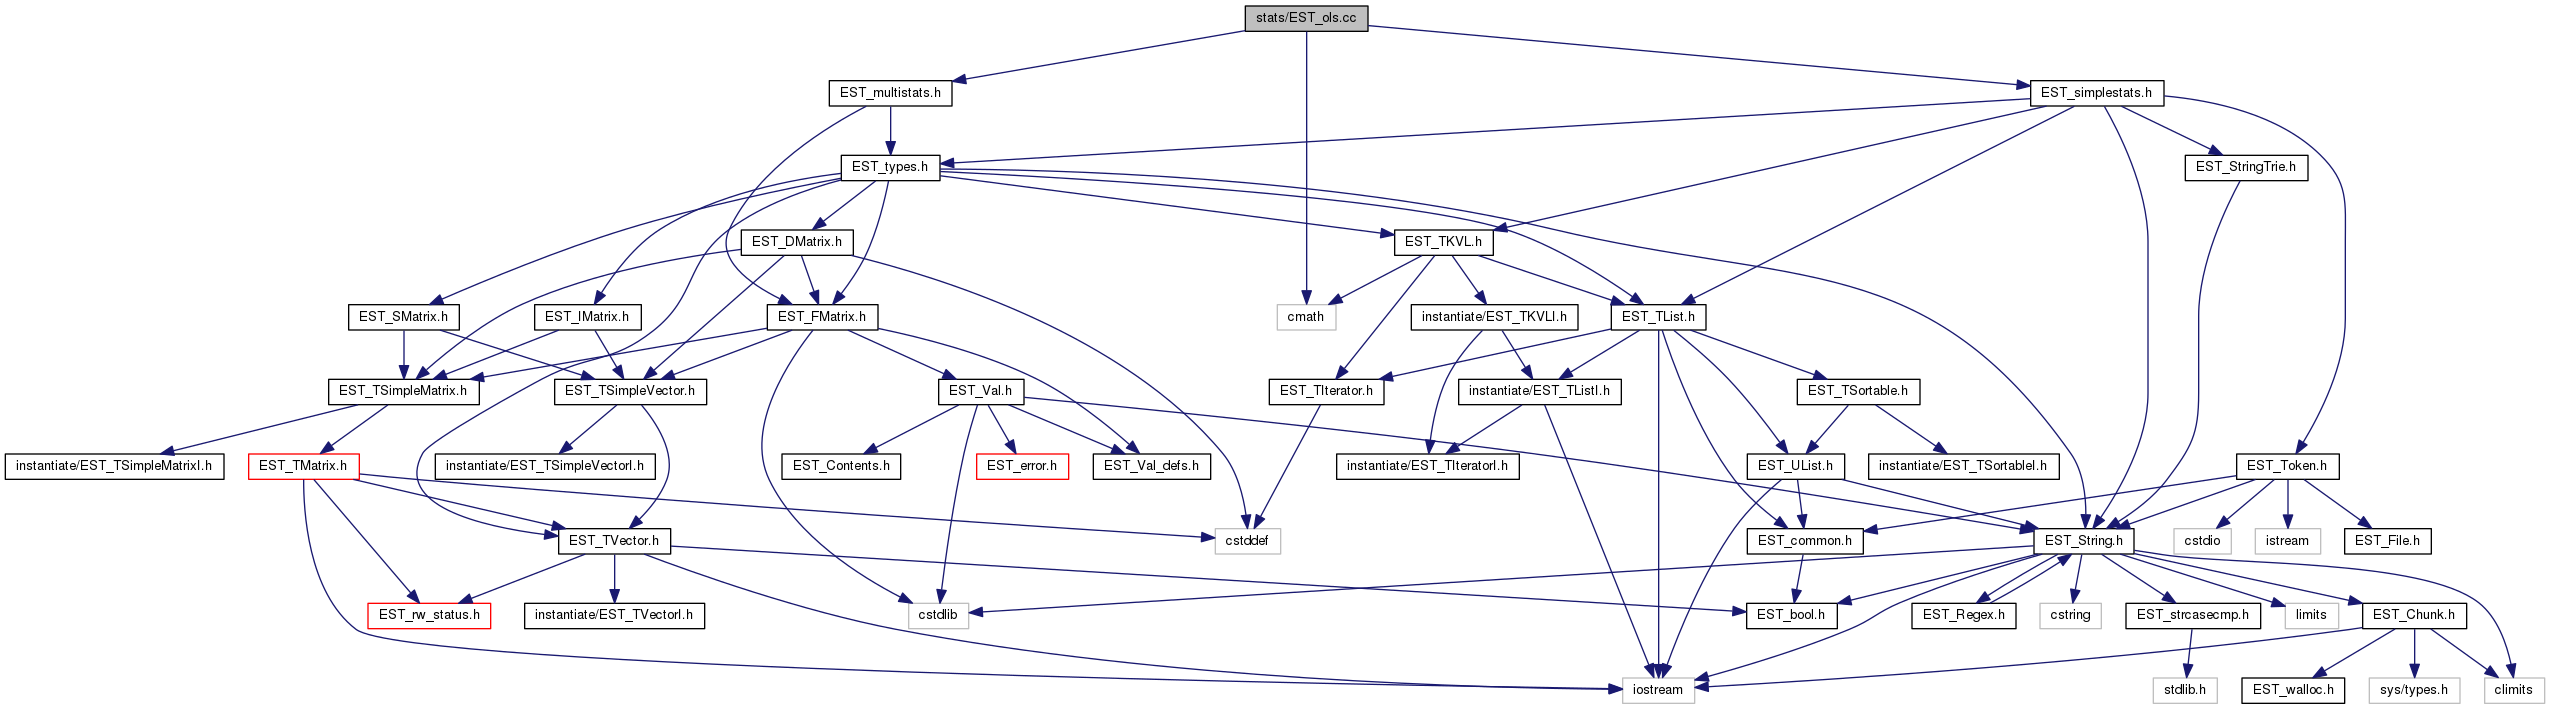 stats/EST_ols.cc
EST_multistats.h
EST_simplestats.h
EST_types.h
EST_StringTrie.h
EST_DMatrix.h
EST_TKVL.h
EST_SMatrix.h
EST_IMatrix.h
EST_FMatrix.h
cmath
instantiate/EST_TKVLI.h
EST_TList.h
EST_TSimpleMatrix.h
EST_TSimpleVector.h
EST_Val.h
EST_TIterator.h
instantiate/EST_TListI.h
EST_TSortable.h
instantiate/EST_TSimpleMatrixI.h
EST_TMatrix.h
instantiate/EST_TSimpleVectorI.h
EST_Contents.h
EST_error.h
EST_Val_defs.h
instantiate/EST_TIteratorI.h
EST_UList.h
instantiate/EST_TSortableI.h
EST_Token.h
EST_TVector.h
cstddef
EST_common.h
EST_String.h
cstdio
istream
EST_File.h
EST_rw_status.h
instantiate/EST_TVectorI.h
cstdlib
EST_bool.h
EST_Regex.h
cstring
EST_strcasecmp.h
limits
EST_Chunk.h
iostream
stdlib.h
EST_walloc.h
sys/types.h
climits